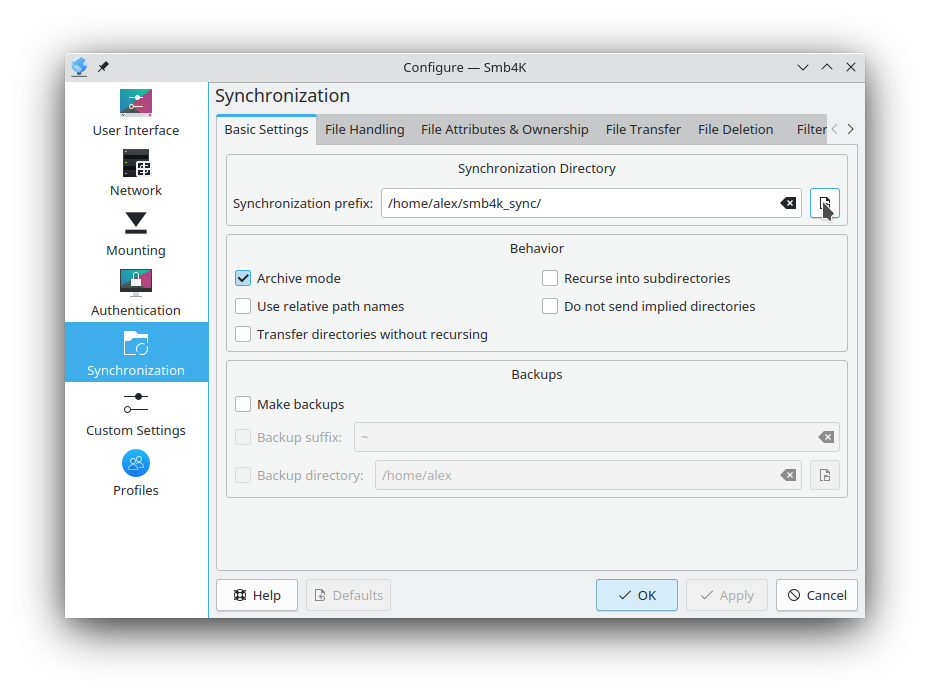 Configure — Smb4K
User Interface
Network
Mounting
Authentication
Synchronization
Custom Settings
Profiles
Synchronization
Basic Settings File Handling File Attributes & Ownership File Transfer File Deletion Filter
Synchronization Directory
Synchronization prefix: /home/alex/smb4k_sync/
Behavior
Archive mode Recurse into subdirectories
Use relative path names Do not send implied directories
Transfer directories without recursing
Backups
Make backups
Backup suffix: ~
Backup directory: /home/alex
Help Defaults OK Apply Cancel